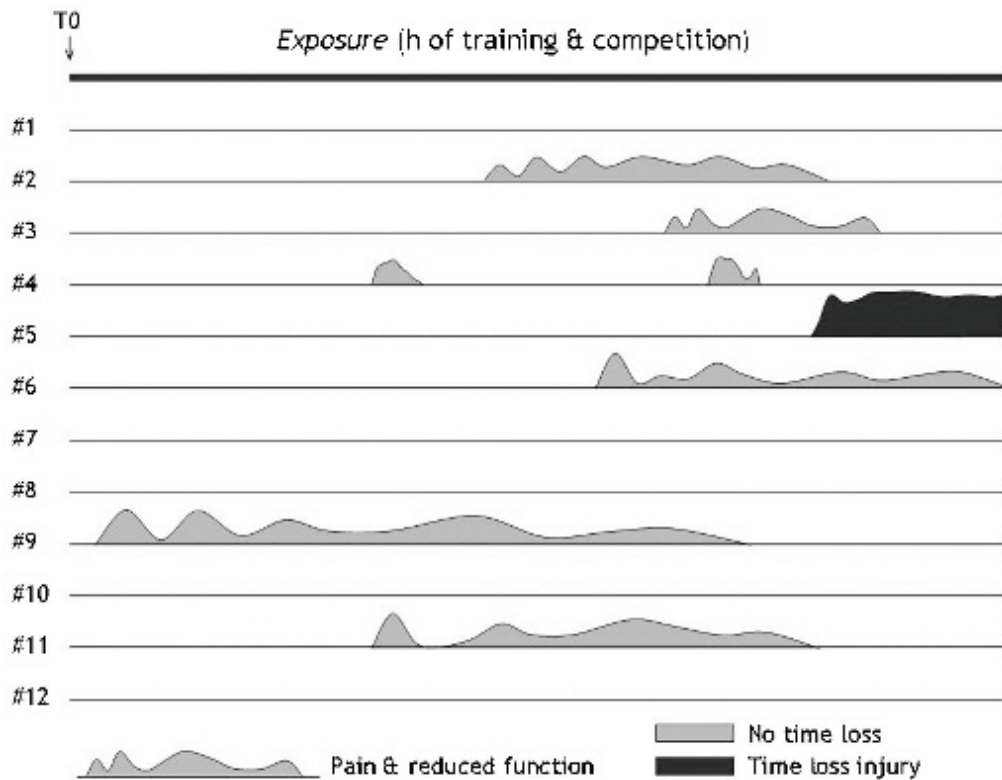 T0
Exposure (h of training & competition)
#1
#2
#3
#4
#5
#6
#7
#8
#9
#10
#11
#12
Pain & reduced function
No time loss
Time loss injury